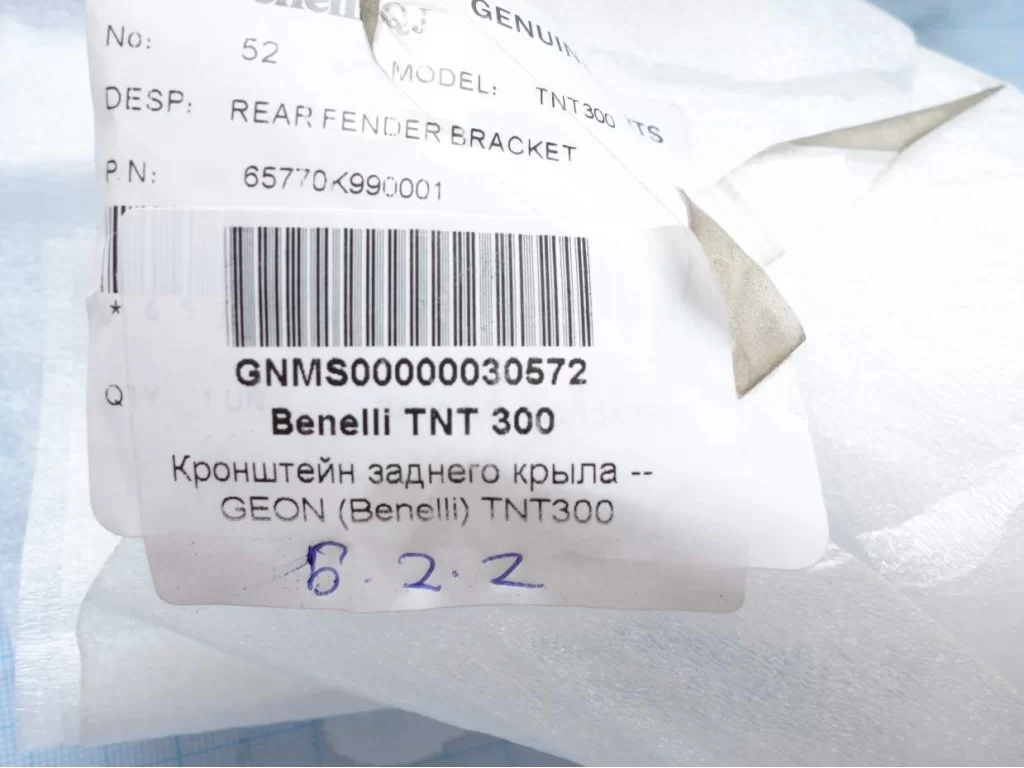 GENUIN
No: 52
MODEL: TNT300
DESP: REAR FENDER BRACKET
P.N: 65770K990001
GNMS00000030572
Benelli TNT 300
Кронштейн заднего крыла --
GEON (Benelli) TNT300
6.2.2